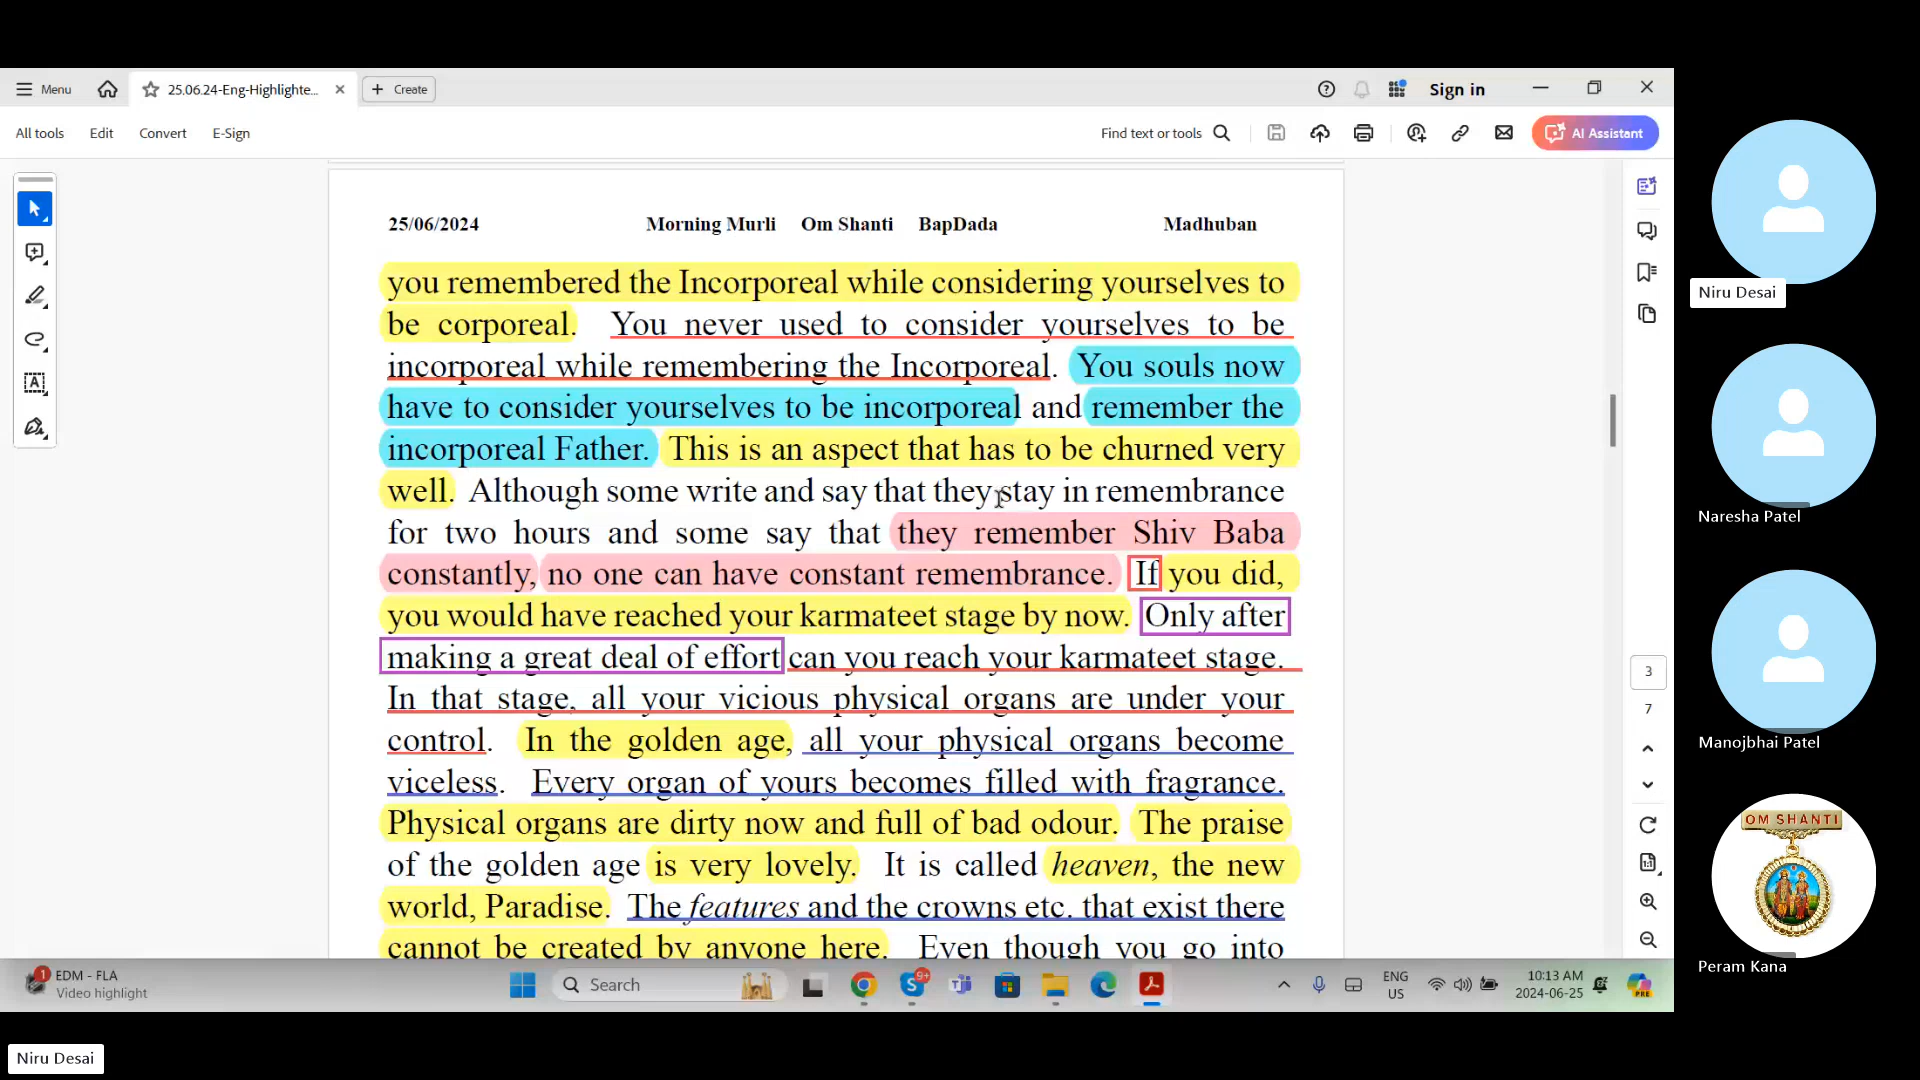 Menu
25.06.24-Eng-Highlighte...
Create
Sign in
All tools
Edit
Convert
E-Sign
Find text or tools
AI Assistant
25/06/2024 Morning Murli Om Shanti BapDada Madhuban
you remembered the Incorporeal while considering yourselves to
be corporeal. You never used to consider yourselves to be
incorporeal while remembering the Incorporeal. You souls now
have to consider yourselves to be incorporeal and remember the
incorporeal Father. This is an aspect that has to be churned very
well. Although some write and say that they stay in remembrance
for two hours and some say that they remember Shiv Baba
constantly, no one can have constant remembrance. If you did,
you would have reached your karmateet stage by now. Only after
making a great deal of effort can you reach your karmateet stage.
In that stage, all your vicious physical organs are under your
control. In the golden age, all your physical organs become
viceless. Every organ of yours becomes filled with fragrance.
Physical organs are dirty now and full of bad odour. The praise
of the golden age is very lovely. It is called heaven, the new
world, Paradise. The features and the crowns etc. that exist there
cannot be created by anyone here. Even though you go into
3
7
Niru Desai
Naresha Patel
Manojbhai Patel
OM SHANTI
Peram Kana
1
EDM - FLA
Video highlight
Search
9+
ENG
US
10:13 AM
2024-06-25
PRE
Niru Desai